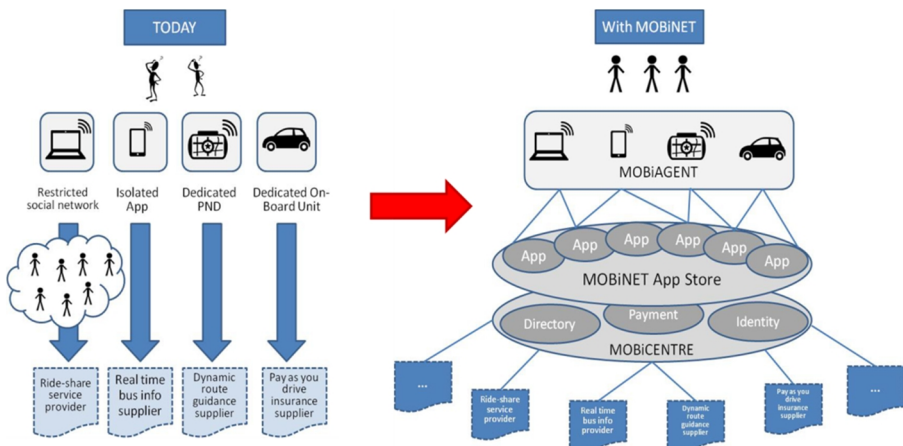 TODAY
Restricted
social network
Isolated
App
Dedicated
PND
Dedicated On-
Board Unit
Ride-share
service
provider
Real time
bus info
supplier
Dynamic
route
guidance
supplier
Pay as you
drive
insurance
supplier
With MOBiNET
MOBiAGENT
App
App
App
App
App
App
MOBiNET App Store
Directory
Payment
Identity
MOBiCENTRE
...
Ride-share
service
provider
Real time
bus info
provider
Dynamic
route
guidance
supplier
Pay as you
drive
insurance
supplier
...